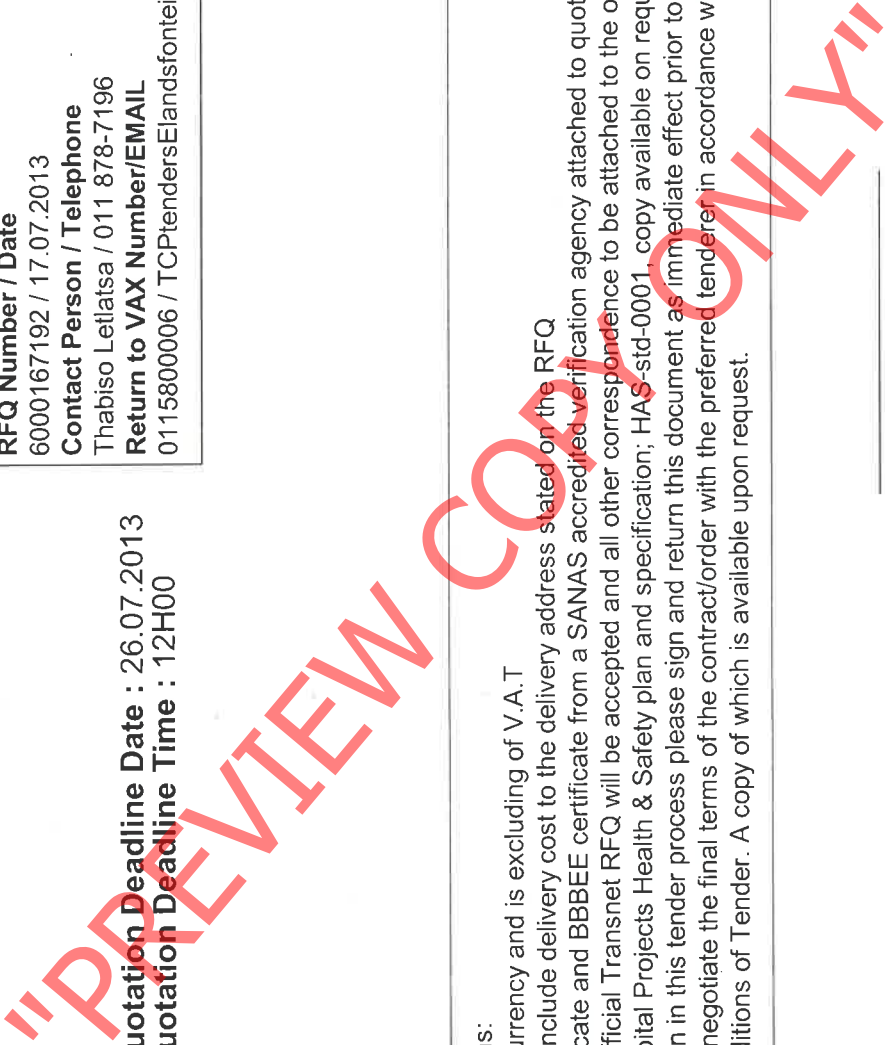 RFQ Number / Date
6000167192 / 17.07.2013
Contact Person / Telephone
Thabiso Letlatsa / 011 878-7196
Return to VAX Number/EMAIL
0115800006 / TCPtendersElandsfontei
uotation Deadline Date : 26.07.2013
uotation Deadline Time : 12H00
"PREVIEW COPY ONLY"
s:
urrency and is excluding of V.A.T
nclude delivery cost to the delivery address stated on the RFQ
cate and BBBEE certificate from a SANAS accredited verification agency attached to quot
ficial Transnet RFQ will be accepted and all other correspondence to be attached to the o
pital Projects Health & Safety plan and specification; HAS-std-0001, copy available on requ
n in this tender process please sign and return this document as immediate effect prior to
negotiate the final terms of the contract/order with the preferred tenderer in accordance w
litions of Tender. A copy of which is available upon request.